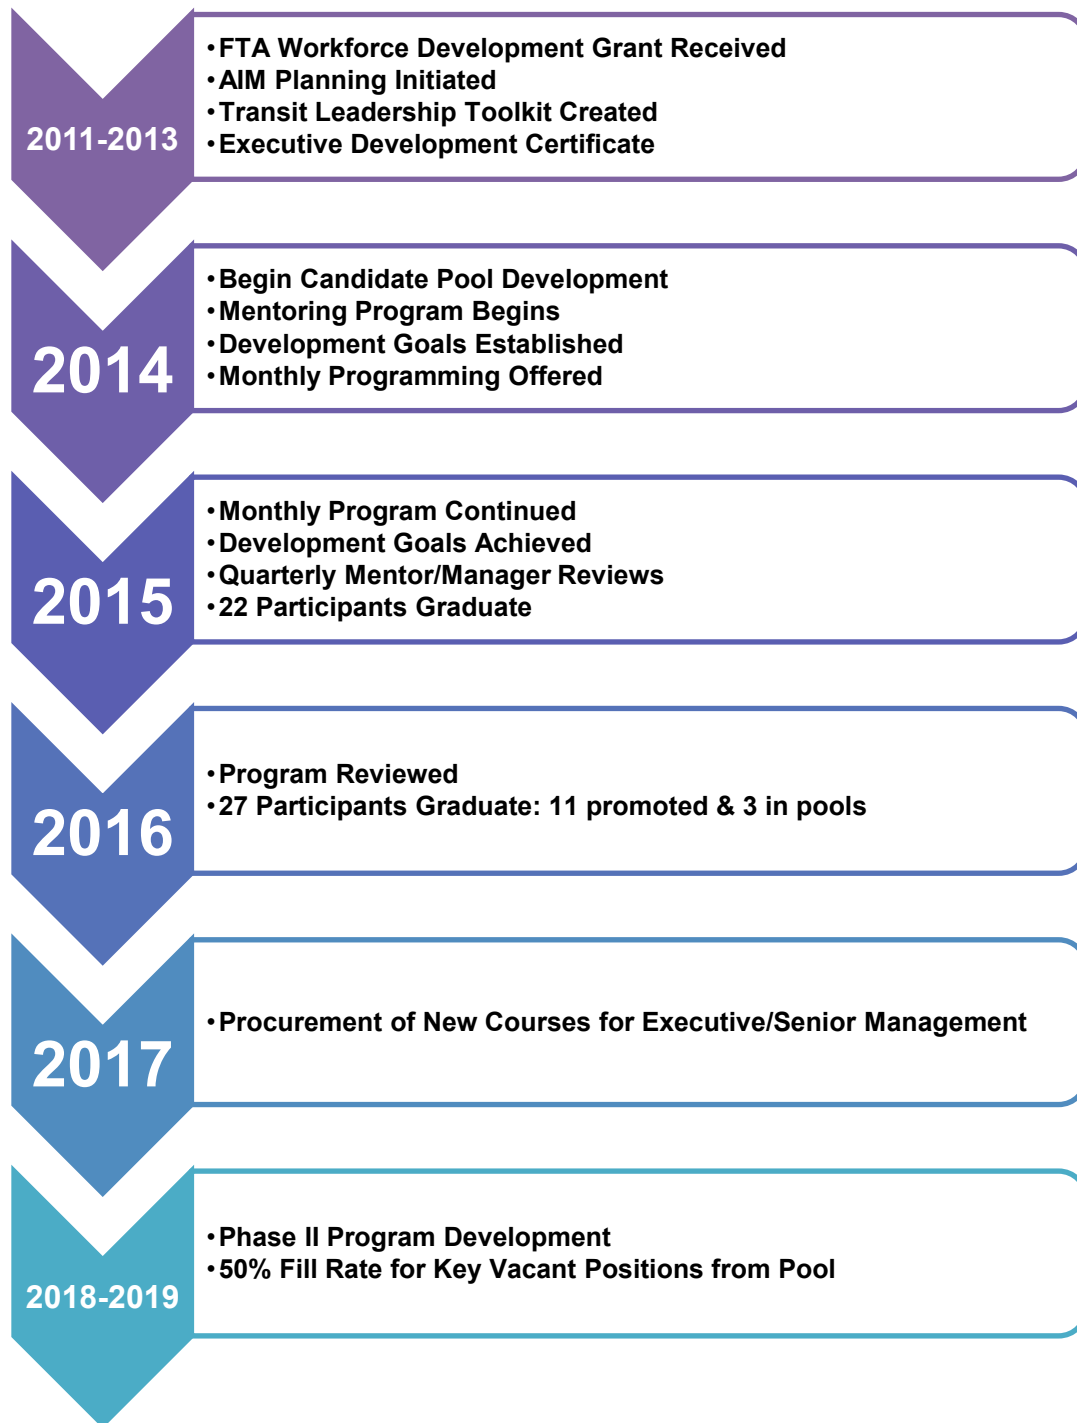 2011-2013
•FTA Workforce Development Grant Received
•AIM Planning Initiated
•Transit Leadership Toolkit Created
•Executive Development Certificate
2014
•Begin Candidate Pool Development
•Mentoring Program Begins
•Development Goals Established
•Monthly Programming Offered
2015
•Monthly Program Continued
•Development Goals Achieved
•Quarterly Mentor/Manager Reviews
•22 Participants Graduate
2016
•Program Reviewed
•27 Participants Graduate: 11 promoted & 3 in pools
2017
•Procurement of New Courses for Executive/Senior Management
2018-2019
•Phase II Program Development
•50% Fill Rate for Key Vacant Positions from Pool